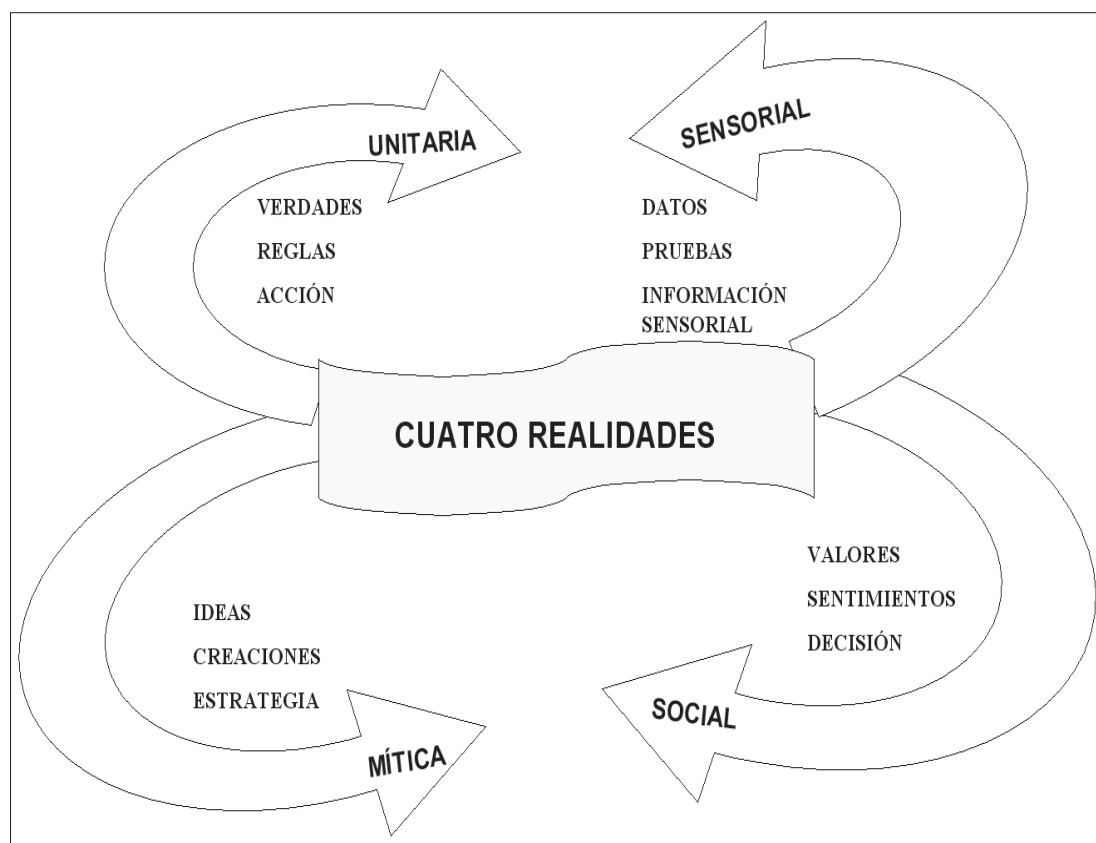 UNITARIA
VERDADES
REGLAS
ACCIÓN
SENSORIAL
DATOS
PRUEBAS
INFORMACIÓN
SENSORIAL
CUATRO REALIDADES
IDEAS
CREACIONES
ESTRATEGIA
MÍTICA
VALORES
SENTIMIENTOS
DECISIÓN
SOCIAL